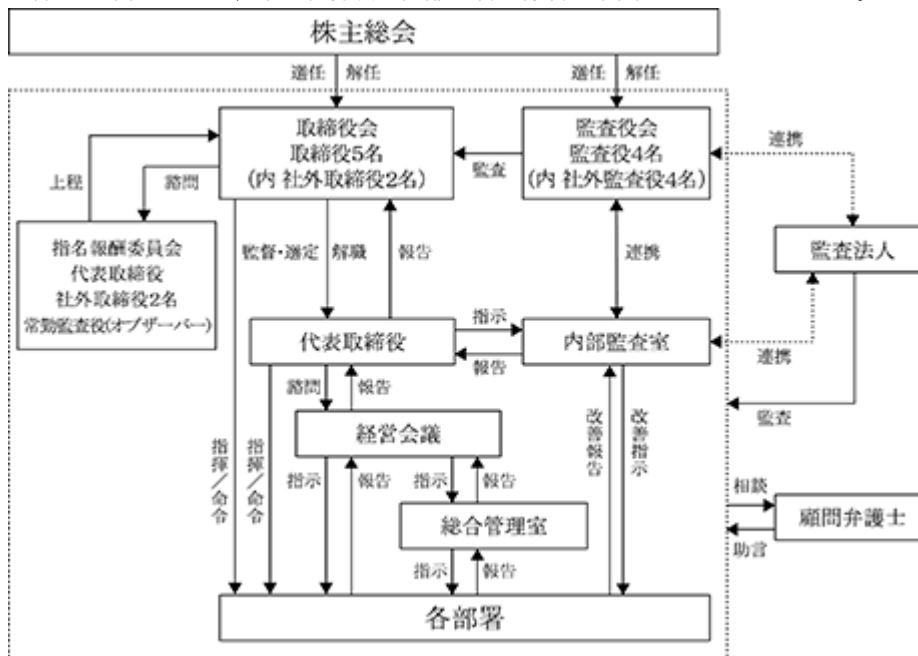 株主総会
選任 解任
選任 解任
取締役会
取締役5名
(内 社外取締役2名)
監査
監査役会
監査役4名
(内 社外監査役4名)
連携
上程
諮問
指名報酬委員会
代表取締役
社外取締役2名
常勤監査役(オブザーバー)
監督・選定 解職
報告
連携
監査法人
代表取締役
指示
報告
内部監査室
連携
監査
諮問
報告
経営会議
指揮/命令
指揮/命令
指示
報告
指示
報告
改善報告
改善指示
総合管理室
指示
報告
相談
助言
顧問弁護士
各部署